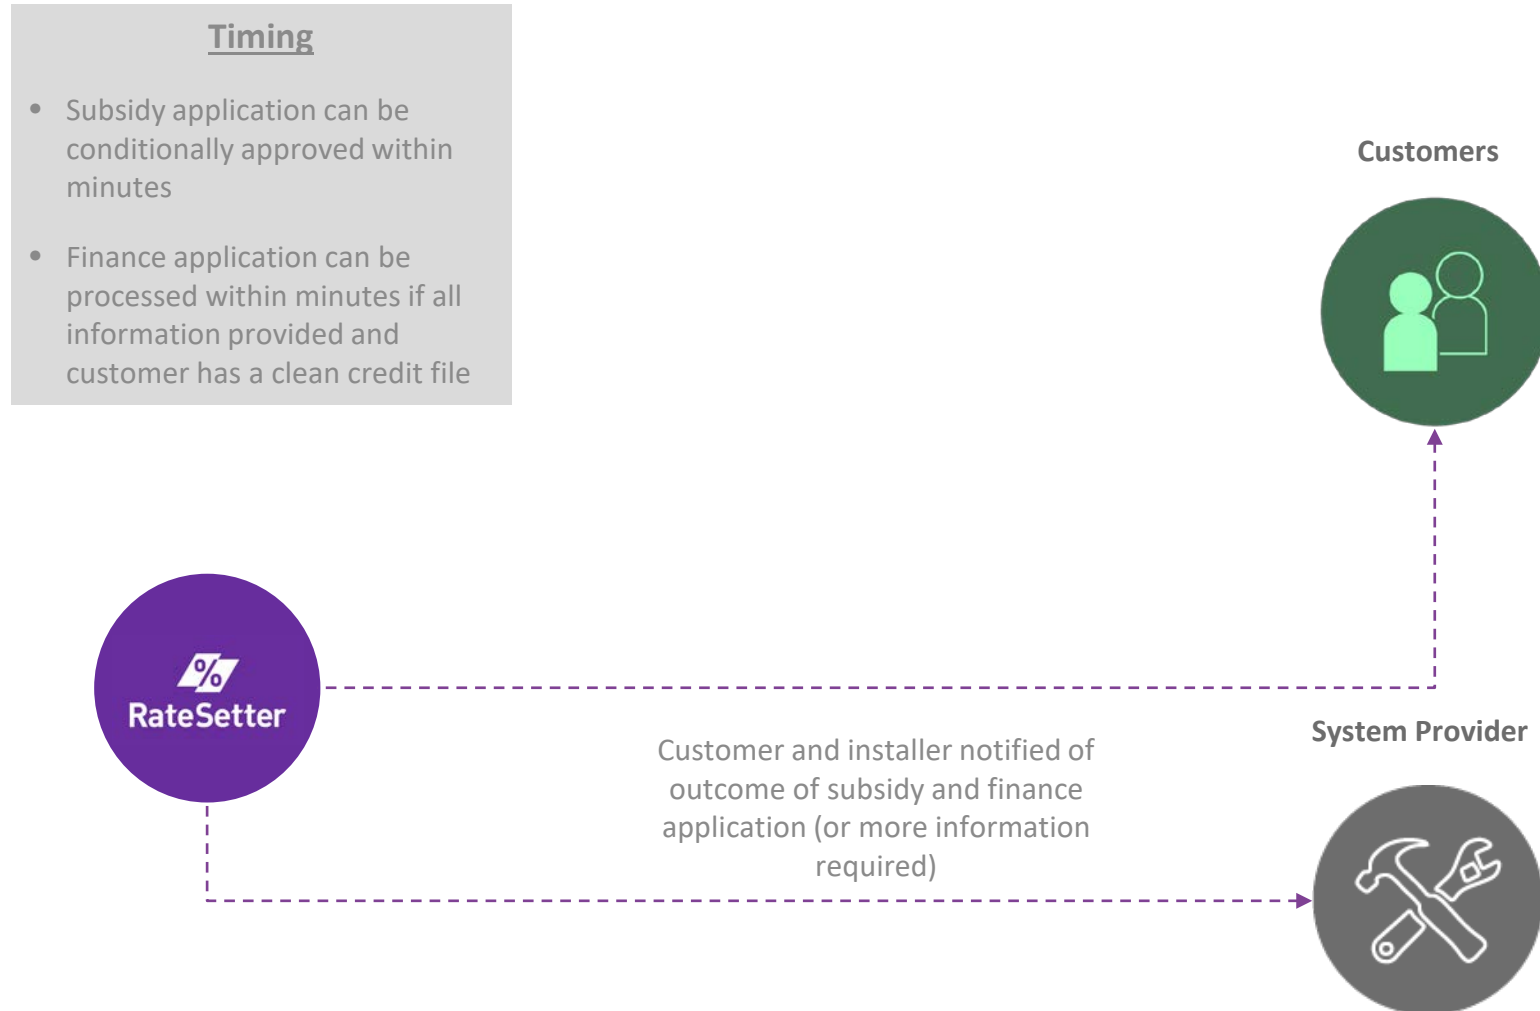 Timing
• Subsidy application can be
conditionally approved within
minutes
• Finance application can be
processed within minutes if all
information provided and
customer has a clean credit file
Customers
%
RateSetter
Customer and installer notified of
outcome of subsidy and finance
application (or more information
required)
System Provider